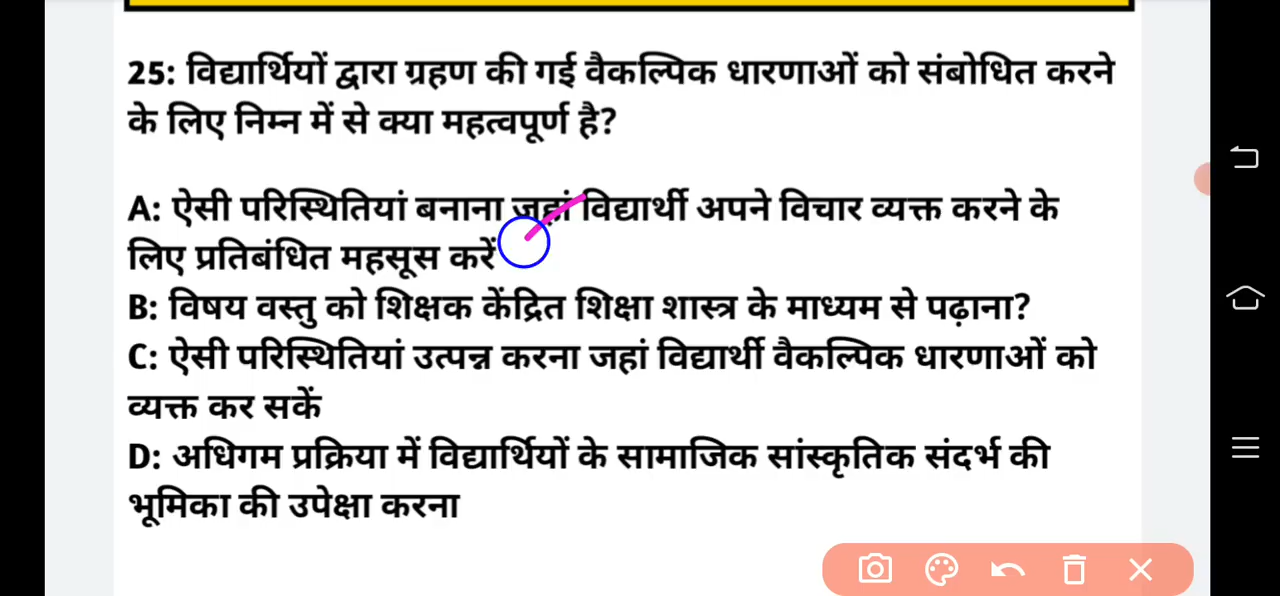 25: विद्यार्थियों द्वारा ग्रहण की गई वैकल्पिक धारणाओं को संबोधित करने
के लिए निम्न में से क्या महत्वपूर्ण है?
A: ऐसी परिस्थितियां बनाना जहां विद्यार्थी अपने विचार व्यक्त करने के
लिए प्रतिबंधित महसूस करें
B: विषय वस्तु को शिक्षक केंद्रित शिक्षा शास्त्र के माध्यम से पढ़ाना?
C: ऐसी परिस्थितियां उत्पन्न करना जहां विद्यार्थी वैकल्पिक धारणाओं को
व्यक्त कर सकें
D: अधिगम प्रक्रिया में विद्यार्थियों के सामाजिक सांस्कृतिक संदर्भ की
भूमिका की उपेक्षा करना